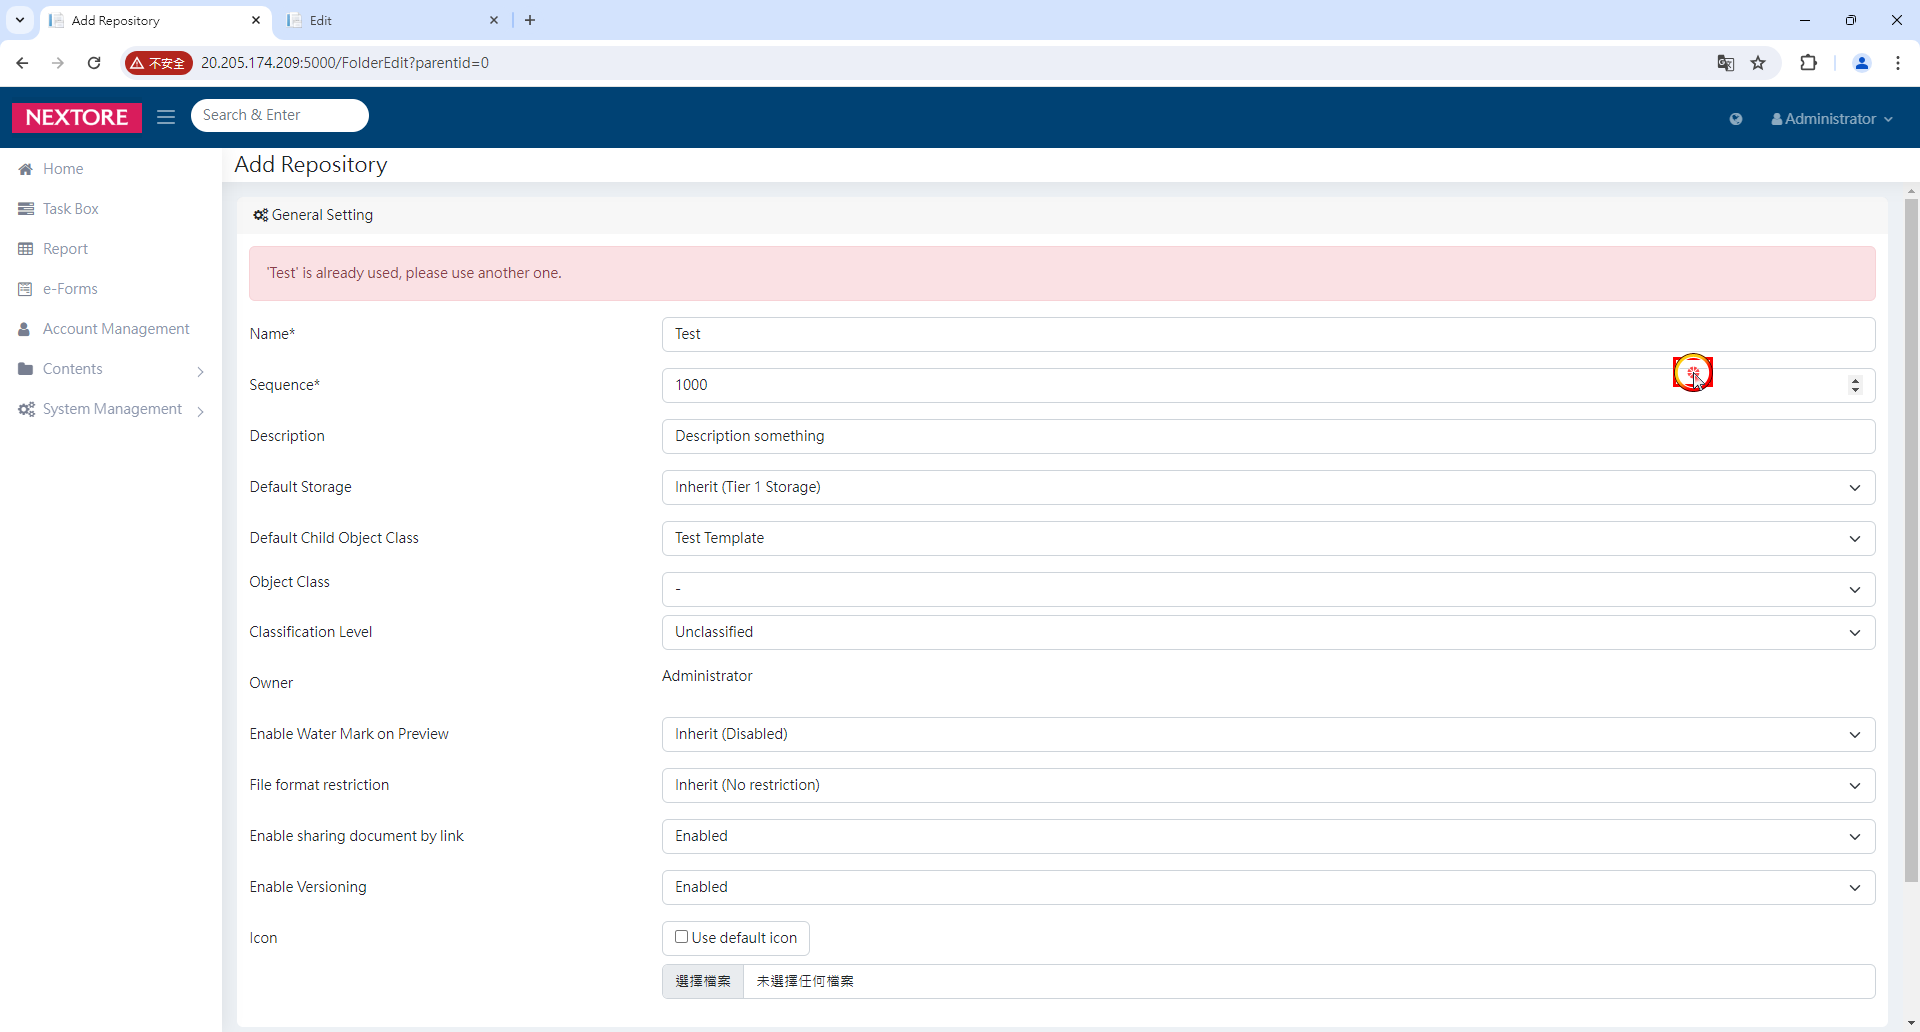 Add Repository
Edit
不安全
20.205.174.209:5000/FolderEdit?parentid=0
NEXTORE
Search & Enter
Administrator
Home
Task Box
Report
e-Forms
Account Management
Contents
System Management
Add Repository
General Setting
'Test' is already used, please use another one.
Name*
Test
Sequence*
1000
Description
Description something
Default Storage
Inherit (Tier 1 Storage)
Default Child Object Class
Test Template
Object Class
-
Classification Level
Unclassified
Owner
Administrator
Enable Water Mark on Preview
Inherit (Disabled)
File format restriction
Inherit (No restriction)
Enable sharing document by link
Enabled
Enable Versioning
Enabled
Icon
Use default icon
選擇檔案 未選擇任何檔案